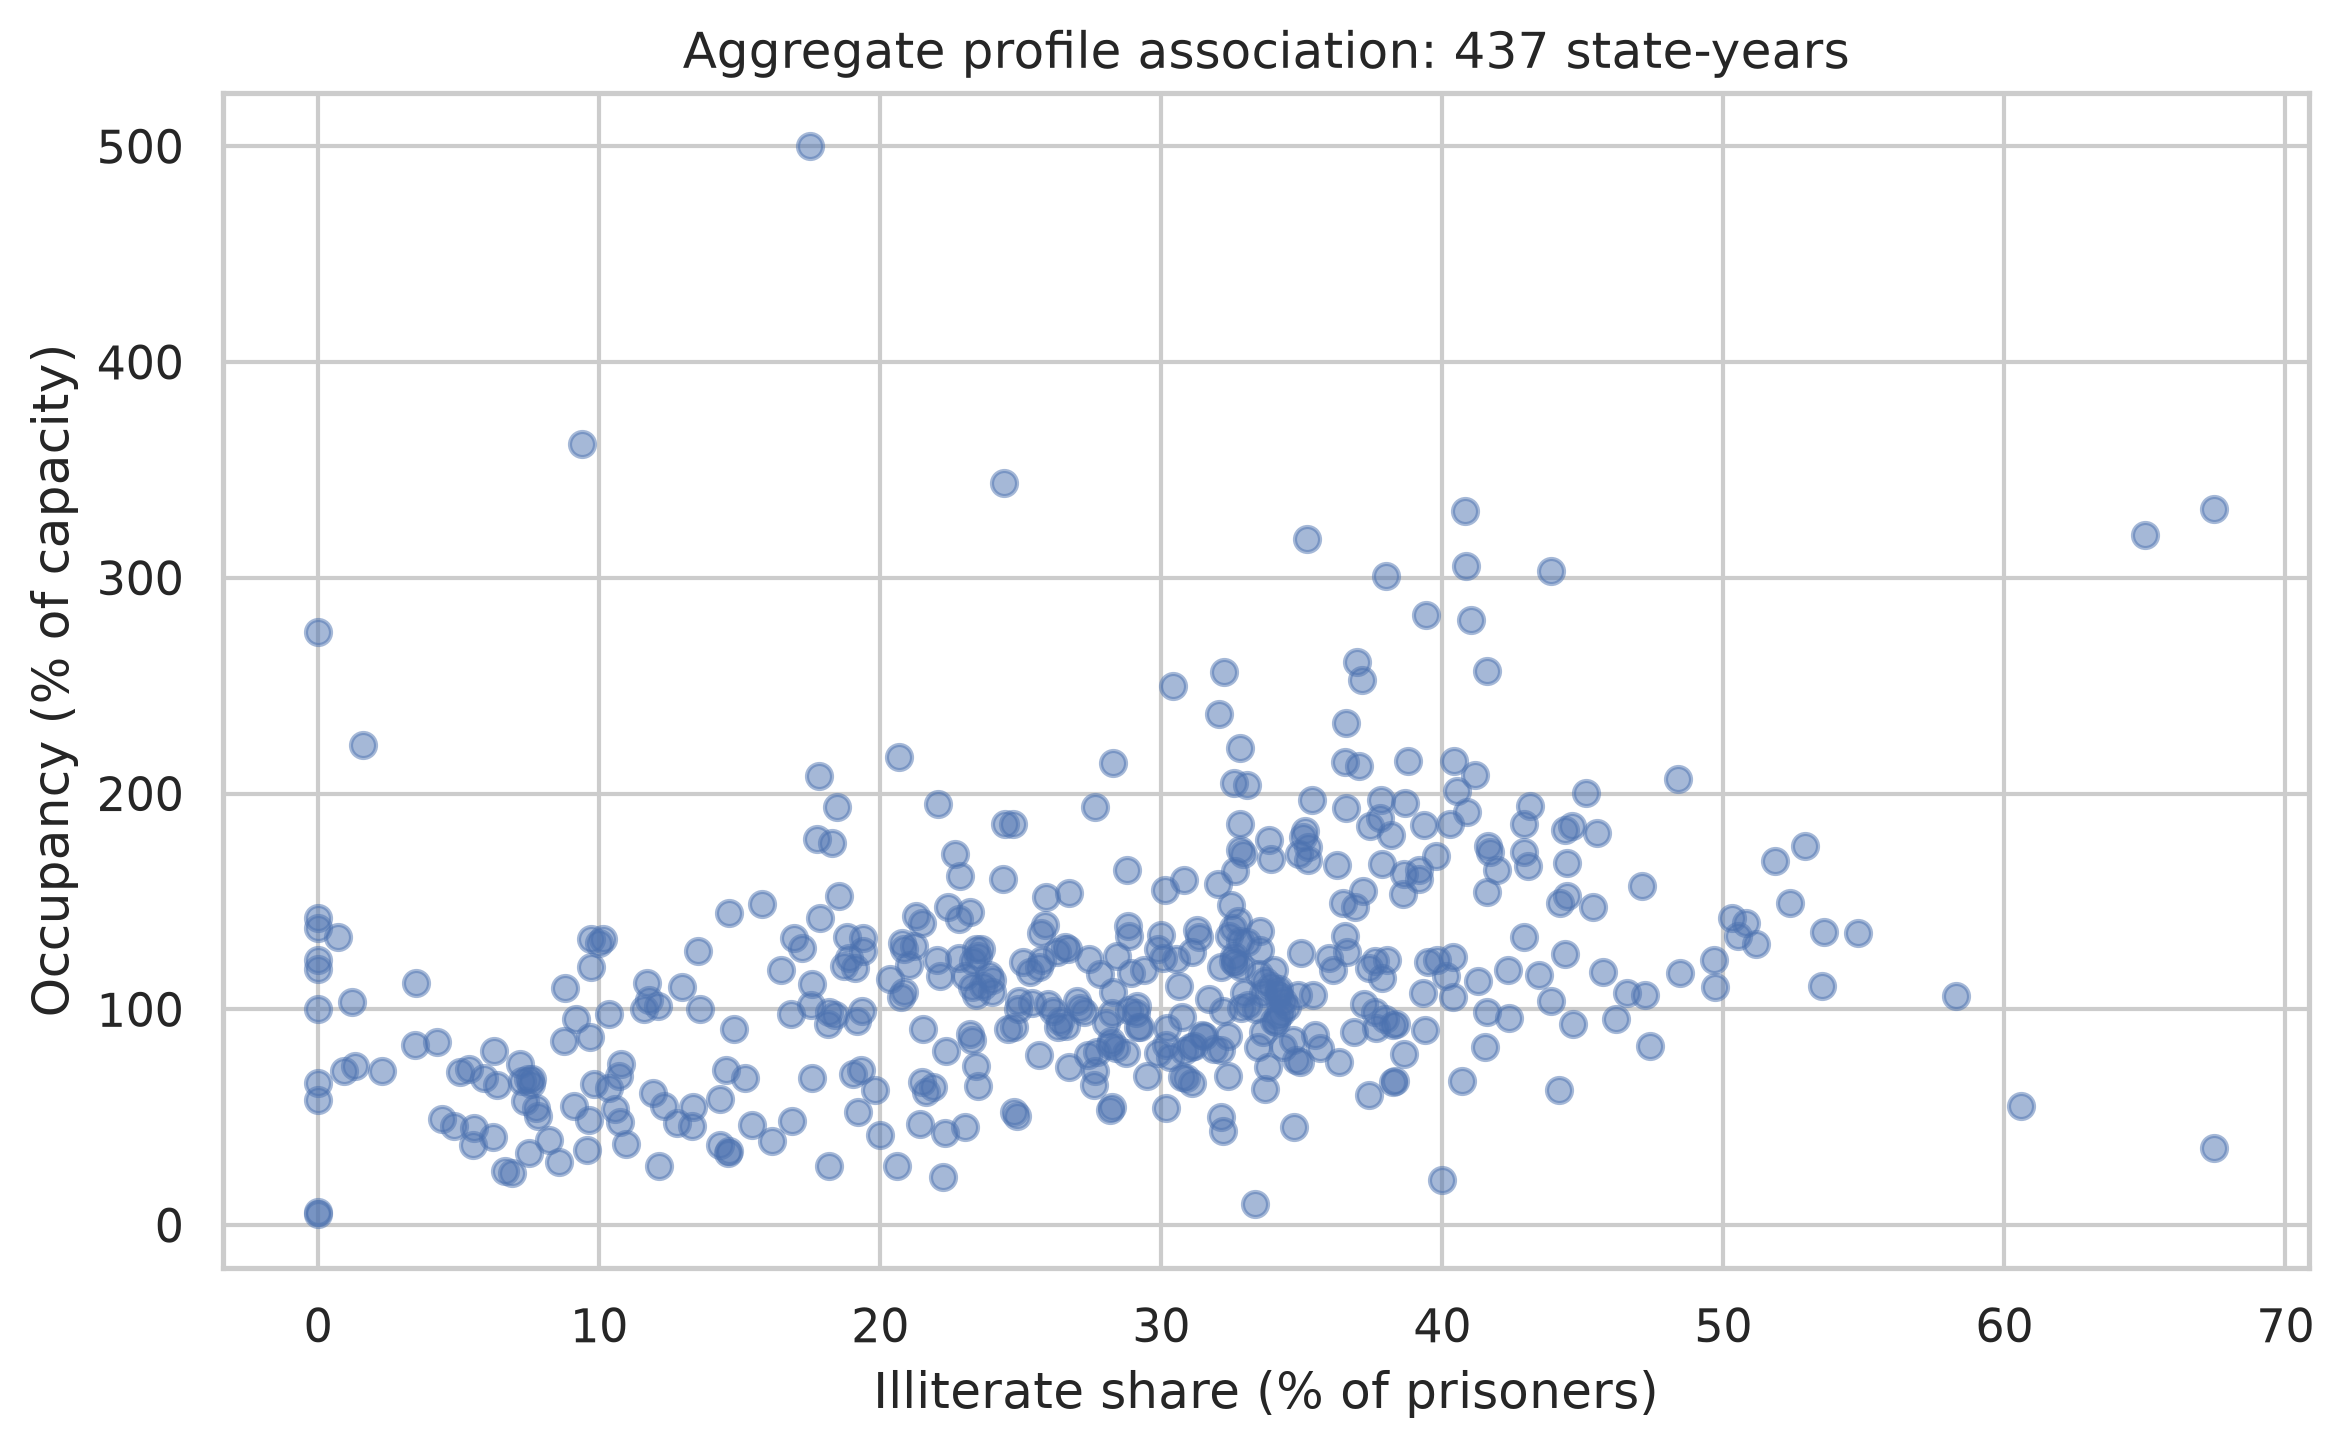 Aggregate profile association: 437 state-years
500
400
300
200
100
0
Occupancy (% of capacity)
0 10 20 30 40 50 60 70
Illiterate share (% of prisoners)